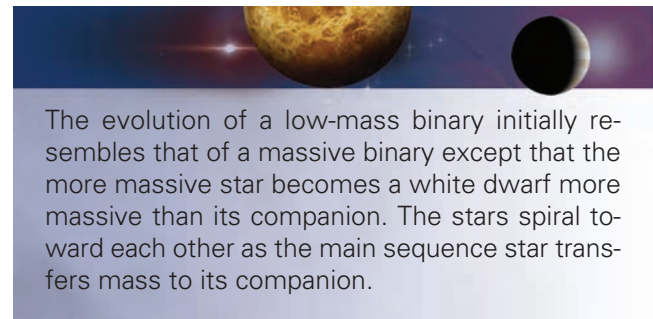 The evolution of a low-mass binary initially re-
sembles that of a massive binary except that the
more massive star becomes a white dwarf more
massive than its companion. The stars spiral to-
ward each other as the main sequence star trans-
fers mass to its companion.